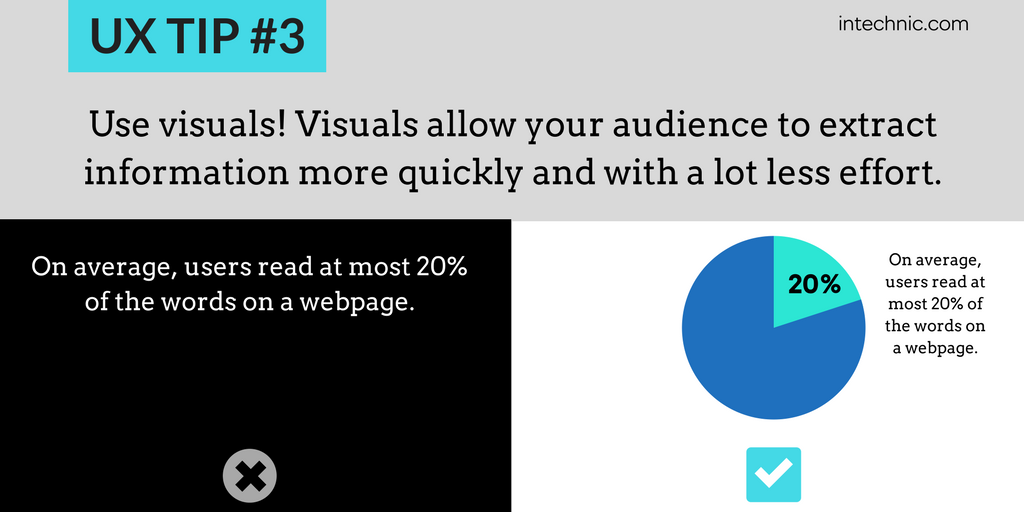 UX TIP #3
intechnic.com
Use visuals! Visuals allow your audience to extract
information more quickly and with a lot less effort.
On average, users read at most 20%
of the words on a webpage.
20%
On average,
users read at
most 20% of
the words on
a webpage.